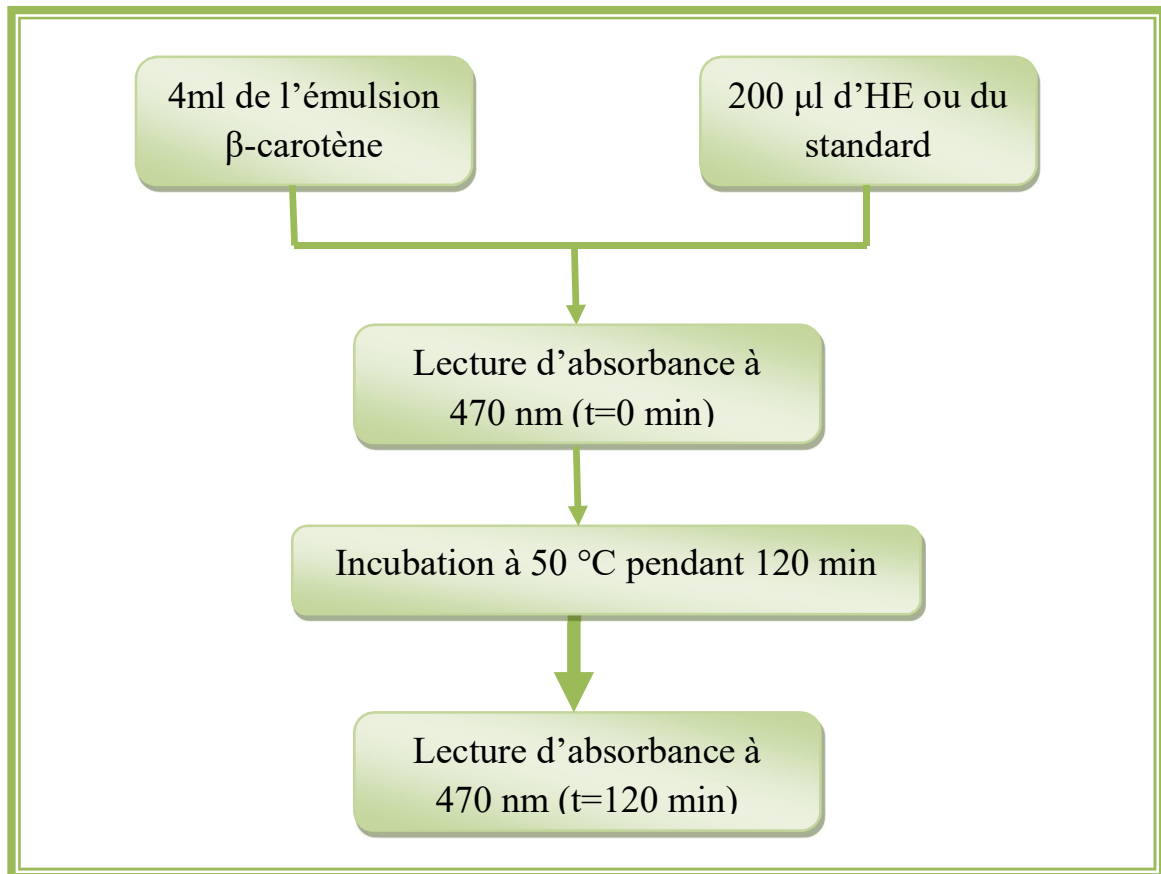 4ml de l’émulsion
β-carotène
200 µl d’HE ou du
standard
Lecture d’absorbance à
470 nm (t=0 min)
Incubation à 50 °C pendant 120 min
Lecture d’absorbance à
470 nm (t=120 min)